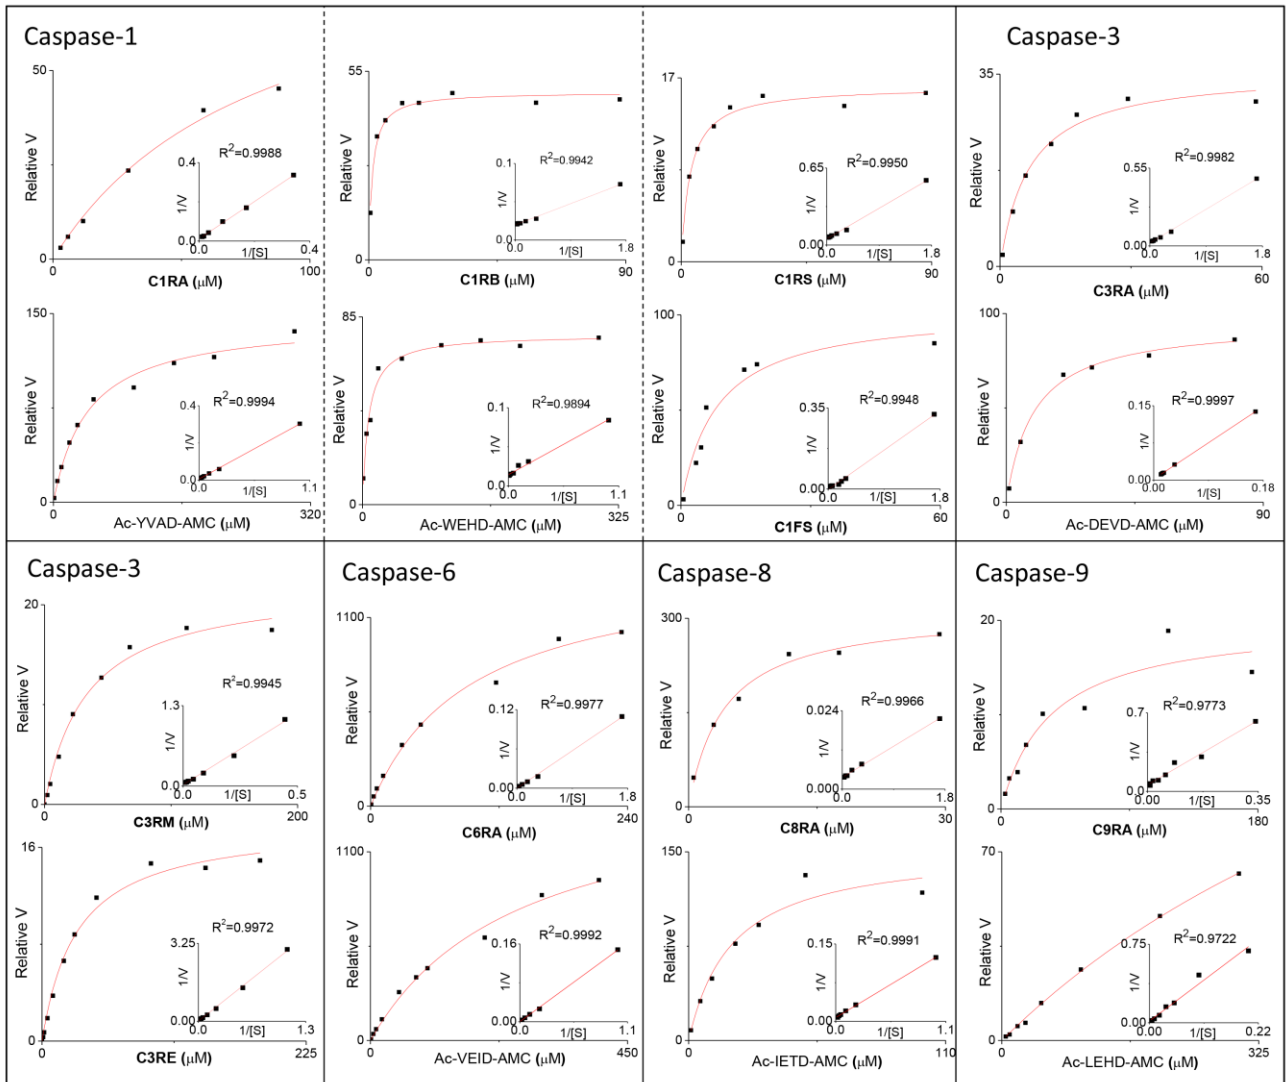 Caspase-1
50
Relative V
0
0
100
C1RA (μM)
R²=0.9988
0.4
1/V
0.0
0.0
1/[S]
0.4
55
0
0
90
C1RB (μM)
R²=0.9942
0.1
1/V
0.0
0.0
1/[S]
1.8
17
Relative V
0
0
90
C1RS (μM)
R²=0.9950
0.65
1/V
0.00
0.0
1/[S]
1.8
Caspase-3
35
Relative V
0
0
60
C3RA (μM)
R²=0.9982
0.55
1/V
0.00
0.0
1/[S]
1.8
150
Relative V
0
0
320
Ac-YVAD-AMC (μM)
R²=0.9994
0.4
1/V
0.0
0.0
1/[S]
1.1
85
Relative V
0
0
325
Ac-WEHD-AMC (μM)
R²=0.9894
0.1
1/V
0.0
0.0
1/[S]
1.1
100
Relative V
0
0
60
C1FS (μM)
R²=0.9948
0.35
1/V
0.00
0.0
1/[S]
1.8
100
Relative V
0
0
90
Ac-DEVD-AMC (μM)
R²=0.9997
0.15
1/V
0.00
0.00
1/[S]
0.18
Caspase-3
20
Relative V
0
0
200
C3RM (μM)
R²=0.9945
1.3
1/V
0.0
0.0
1/[S]
0.5
Caspase-6
1100
Relative V
0
0
240
C6RA (μM)
R²=0.9977
0.12
1/V
0.00
0.0
1/[S]
1.8
Caspase-8
300
Relative V
0
0
30
C8RA (μM)
R²=0.9966
0.024
1/V
0.000
0.0
1/[S]
1.8
Caspase-9
20
Relative V
0
0
180
C9RA (μM)
R²=0.9773
0.7
1/V
0.0
0.00
1/[S]
0.35
16
Relative V
0
0
225
C3RE (μM)
R²=0.9972
3.25
1/V
0.00
0.0
1/[S]
1.3
1100
Relative V
0
0
450
Ac-VEID-AMC (μM)
R²=0.9992
0.16
1/V
0.00
0.0
1/[S]
1.1
150
Relative V
0
0
110
Ac-IETD-AMC (μM)
R²=0.9991
0.15
1/V
0.00
0.0
1/[S]
1.1
70
Relative V
0
0
325
Ac-LEHD-AMC (μM)
R²=0.9722
0.75
1/V
0.00
0.00
1/[S]
0.22